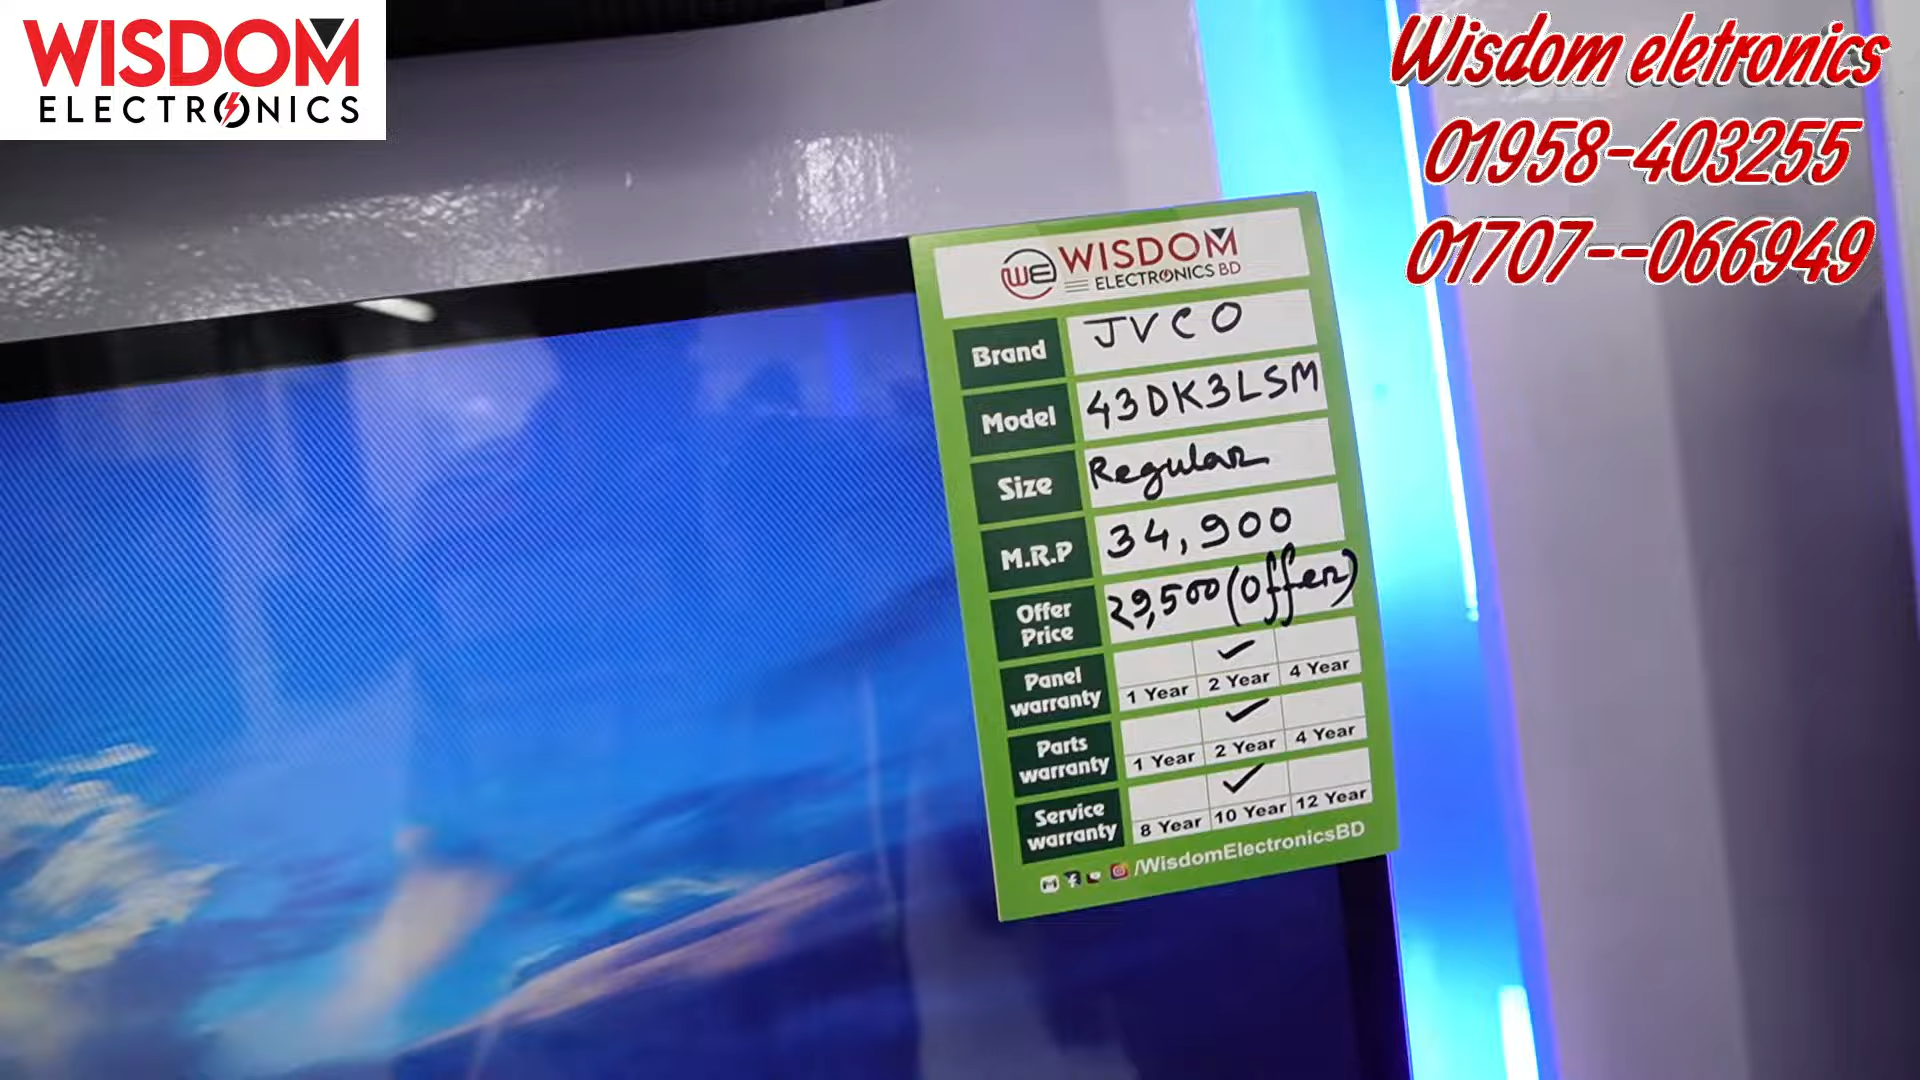 WISDOM
ELECTRONICS
Wisdom eletronics
01958-403255
01707--066949
WE WISDOM
ELECTRONICS BD
Brand JVCO
Model 43DK3LSM
Size Regular
M.R.P 34,900
Offer Price 29,500 (Offer)
Panel warranty 1 Year 2 Year 4 Year
Parts warranty 1 Year 2 Year 4 Year
Service warranty 8 Year 10 Year 12 Year
/WisdomElectronicsBD